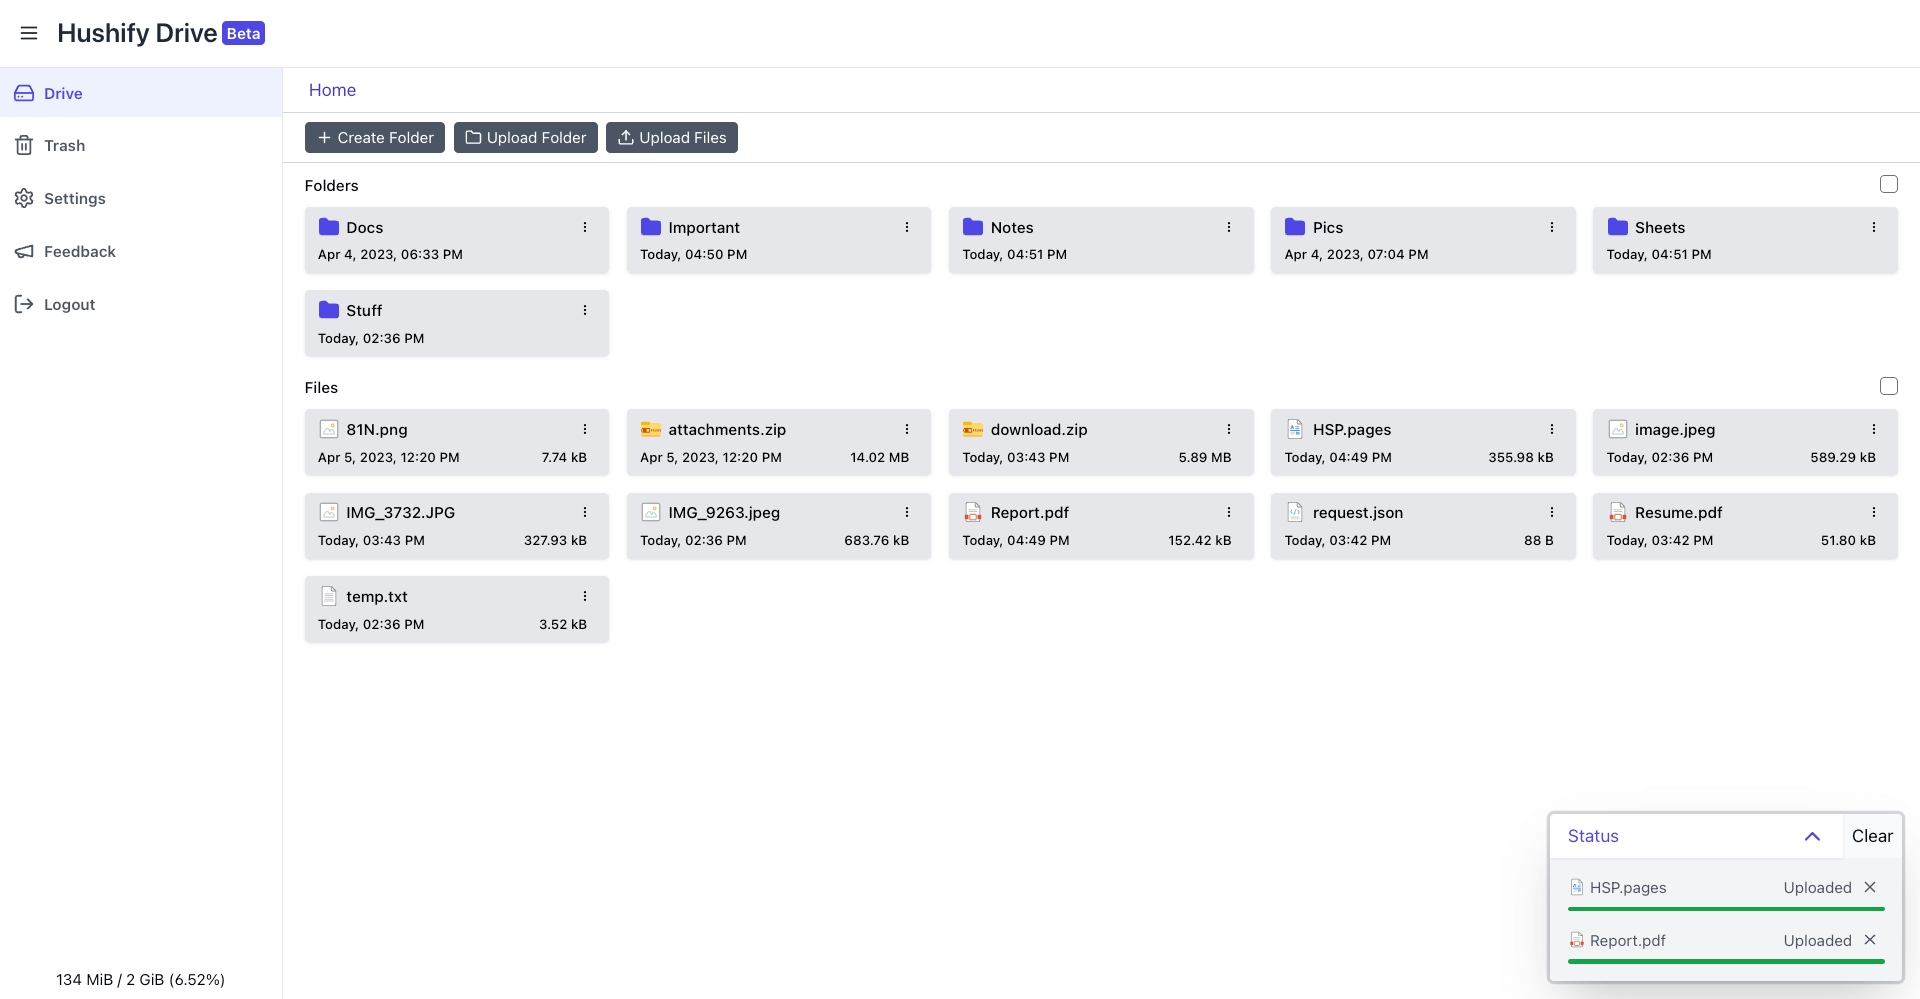 Hushify Drive Beta
Drive
Trash
Settings
Feedback
Logout
134 MiB / 2 GiB (6.52%)
Home
Create Folder Upload Folder Upload Files
Folders
Docs
Apr 4, 2023, 06:33 PM
Important
Today, 04:50 PM
Notes
Today, 04:51 PM
Pics
Apr 4, 2023, 07:04 PM
Sheets
Today, 04:51 PM
Stuff
Today, 02:36 PM
Files
81N.png
Apr 5, 2023, 12:20 PM 7.74 kB
attachments.zip
Apr 5, 2023, 12:20 PM 14.02 MB
download.zip
Today, 03:43 PM 5.89 MB
HSP.pages
Today, 04:49 PM 355.98 kB
image.jpeg
Today, 02:36 PM 589.29 kB
IMG_3732.JPG
Today, 03:43 PM 327.93 kB
IMG_9263.jpeg
Today, 02:36 PM 683.76 kB
Report.pdf
Today, 04:49 PM 152.42 kB
request.json
Today, 03:42 PM 88 B
Resume.pdf
Today, 03:42 PM 51.80 kB
temp.txt
Today, 02:36 PM 3.52 kB
Status Clear
HSP.pages Uploaded
Report.pdf Uploaded